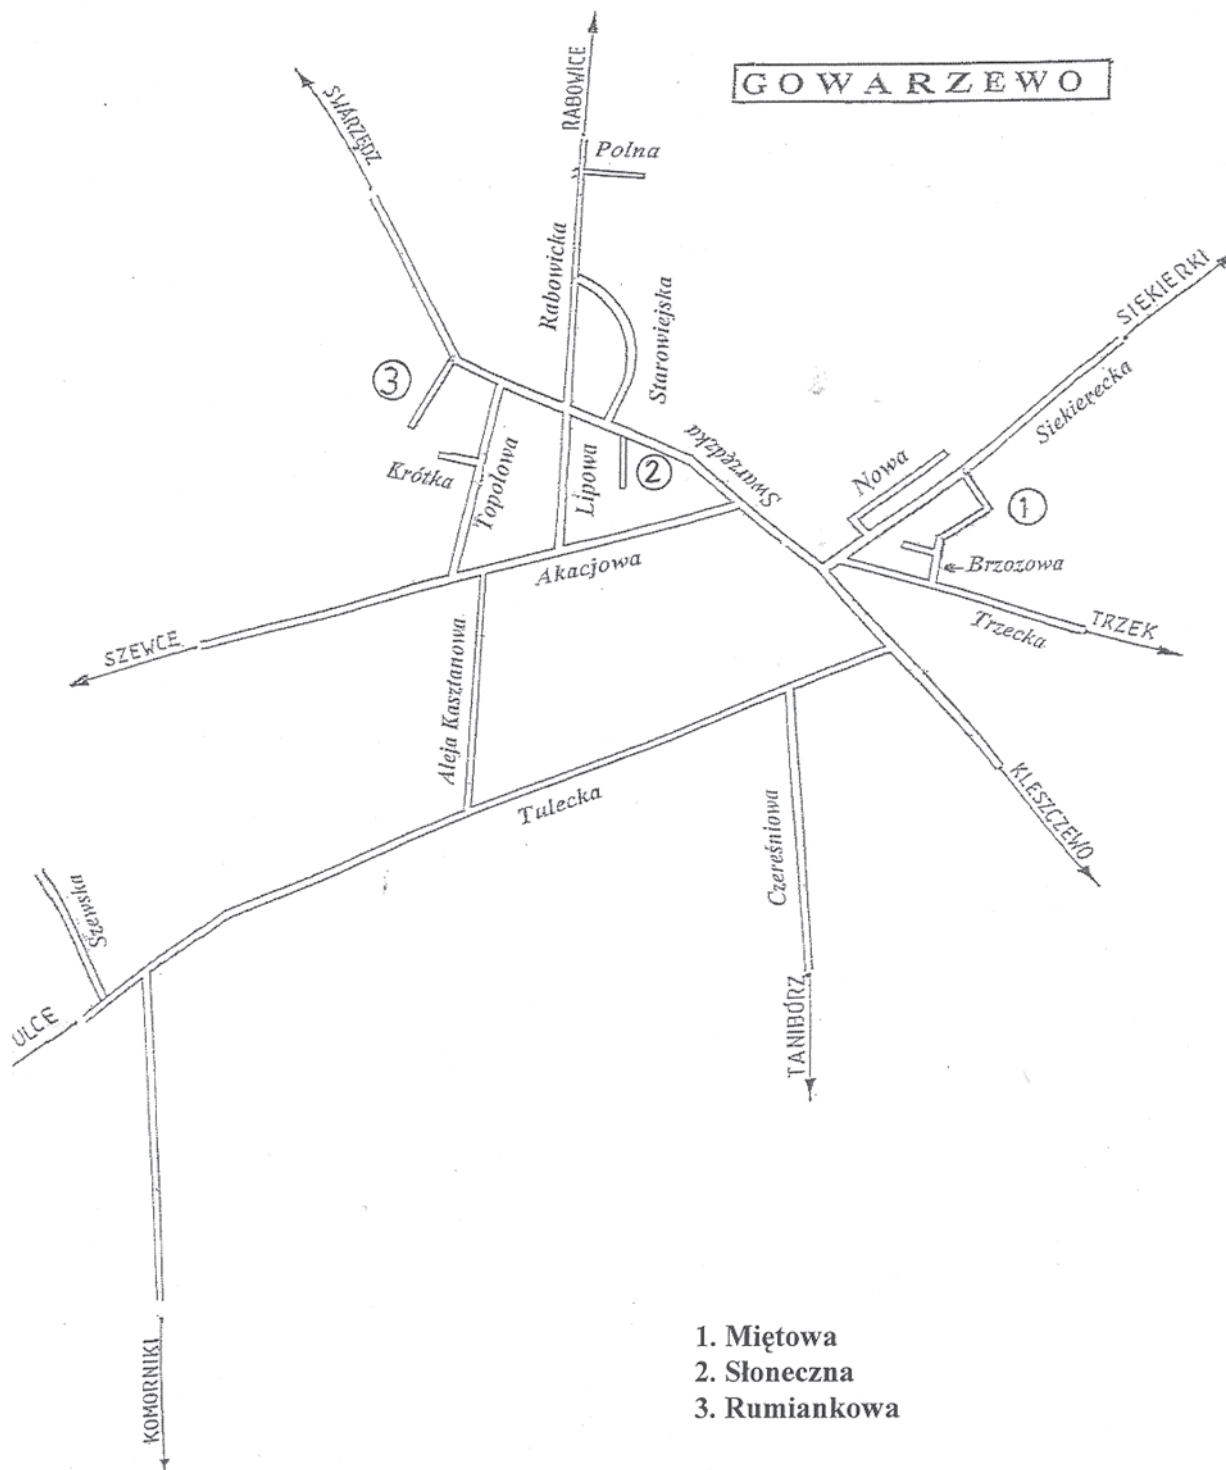 GOWARZEWO
RABOWICE
SWARZĘDZ
Polna
Rabowicka
Starowiejska
SIEKIERKI
Siekierecka
3
Swarzędzka
Nowa
Krótka
Topolowa
Lipowa
2
1
Akacjowa
Brzozowa
Trzecka
TRZEK
SZEWCE
Aleja Kasztanowa
Tulecka
Czereśniowa
KLESZCZEWO
Szewska
ULCE
TANIBÓRZ
KOMORNIKI
1. Miętowa
2. Słoneczna
3. Rumiankowa